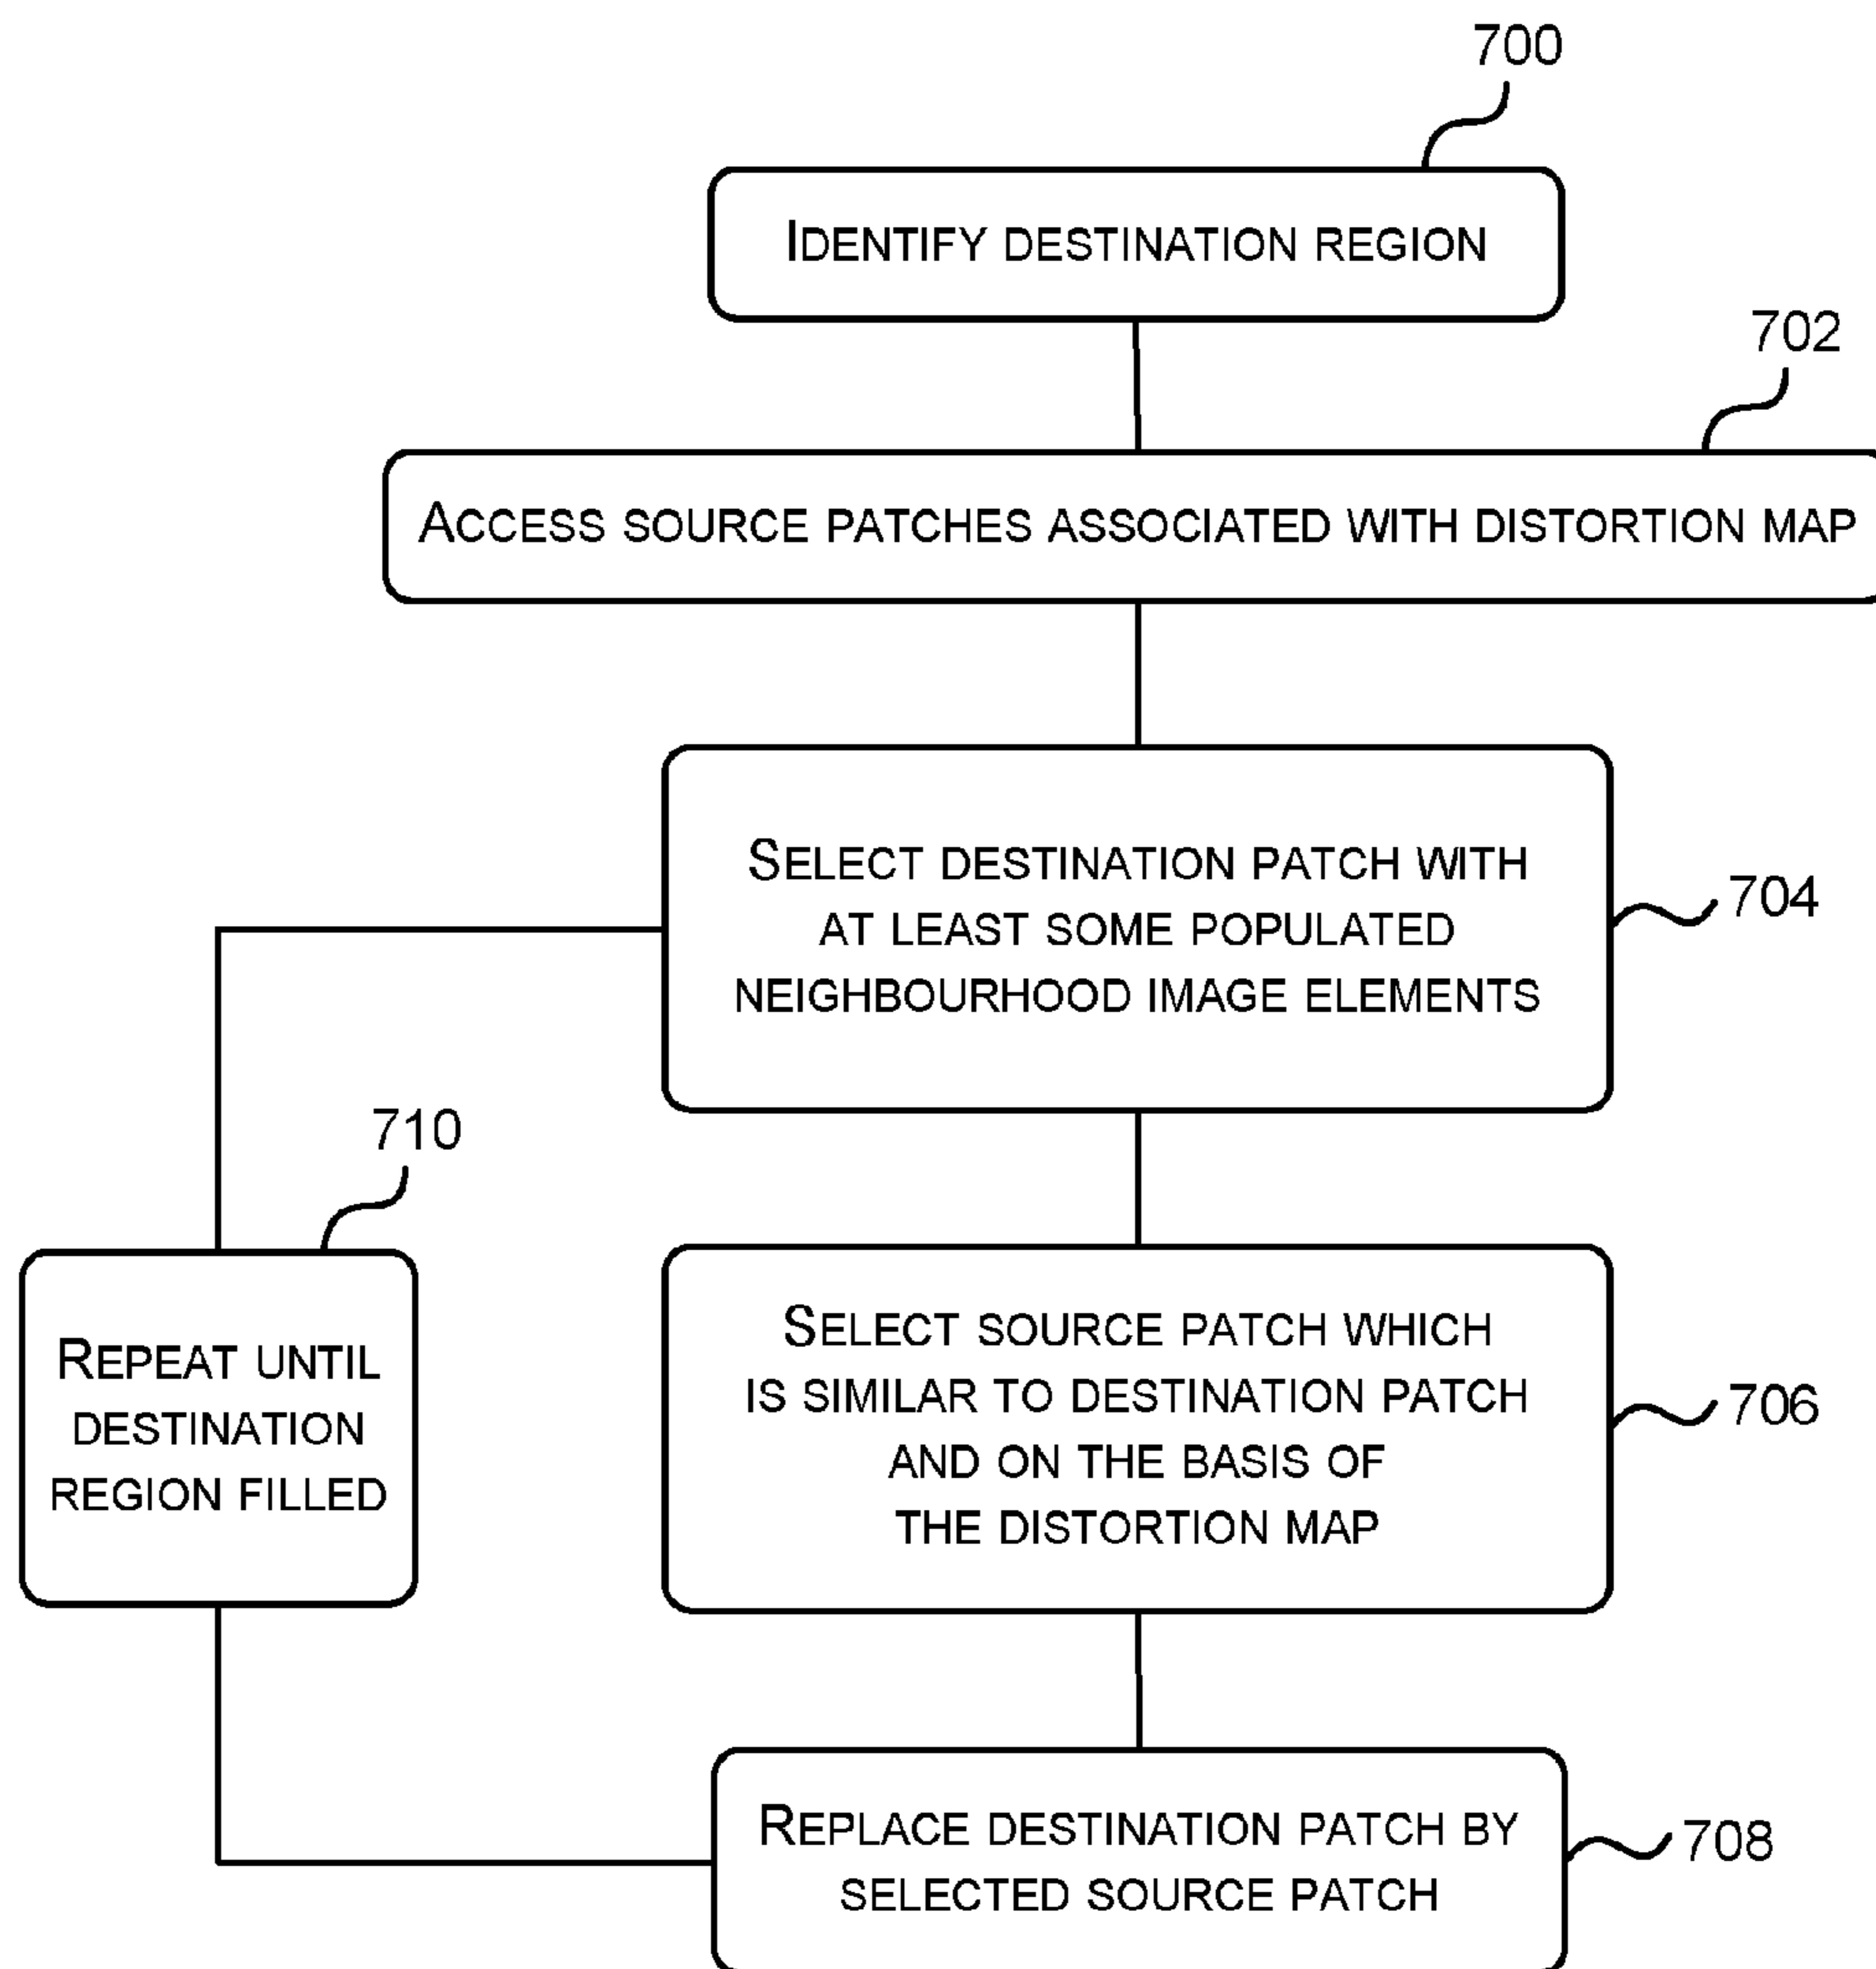 700
IDENTIFY DESTINATION REGION
702
ACCESS SOURCE PATCHES ASSOCIATED WITH DISTORTION MAP
SELECT DESTINATION PATCH WITH
AT LEAST SOME POPULATED
NEIGHBOURHOOD IMAGE ELEMENTS
704
710
REPEAT UNTIL
DESTINATION
REGION FILLED
SELECT SOURCE PATCH WHICH
IS SIMILAR TO DESTINATION PATCH
AND ON THE BASIS OF
THE DISTORTION MAP
706
REPLACE DESTINATION PATCH BY
SELECTED SOURCE PATCH
708